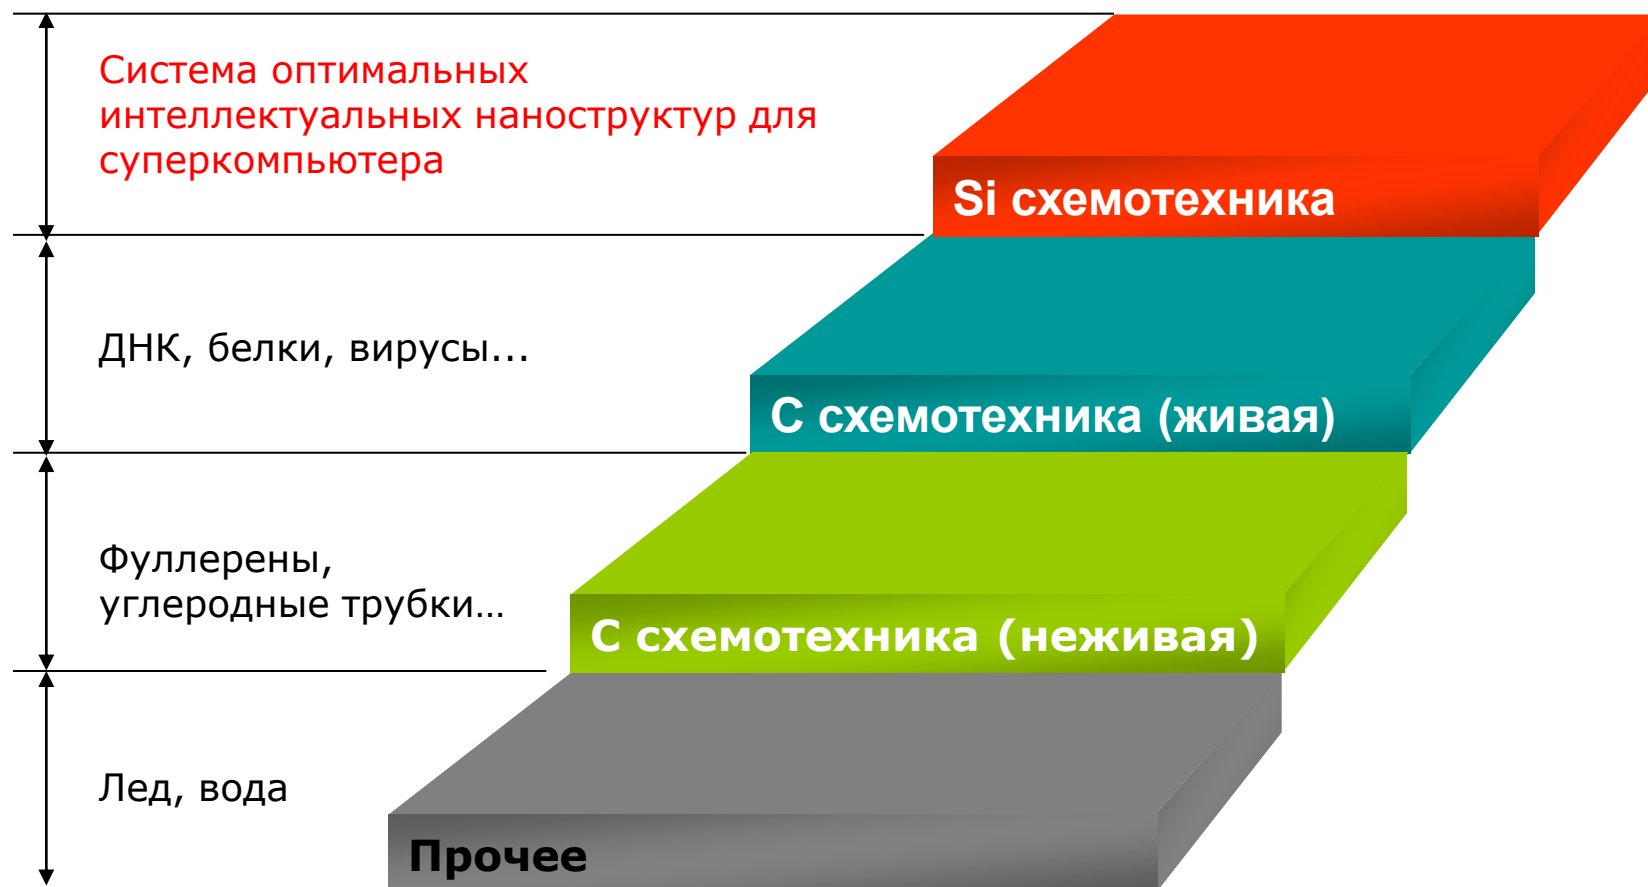 Система оптимальных
интеллектуальных наноструктур для
суперкомпьютера
Si схемотехника
ДНК, белки, вирусы...
С схемотехника (живая)
Фуллерены,
углеродные трубки...
С схемотехника (неживая)
Лед, вода
Прочее